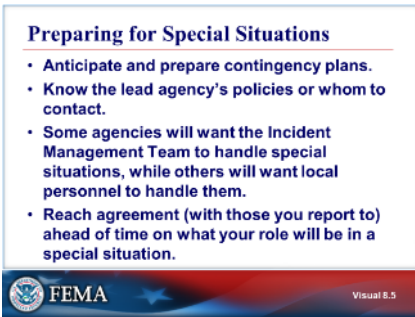 Preparing for Special Situations
• Anticipate and prepare contingency plans.
• Know the lead agency's policies or whom to
contact.
• Some agencies will want the Incident
Management Team to handle special
situations, while others will want local
personnel to handle them.
• Reach agreement (with those you report to)
ahead of time on what your role will be in a
special situation.
FEMA
Visual 8.5